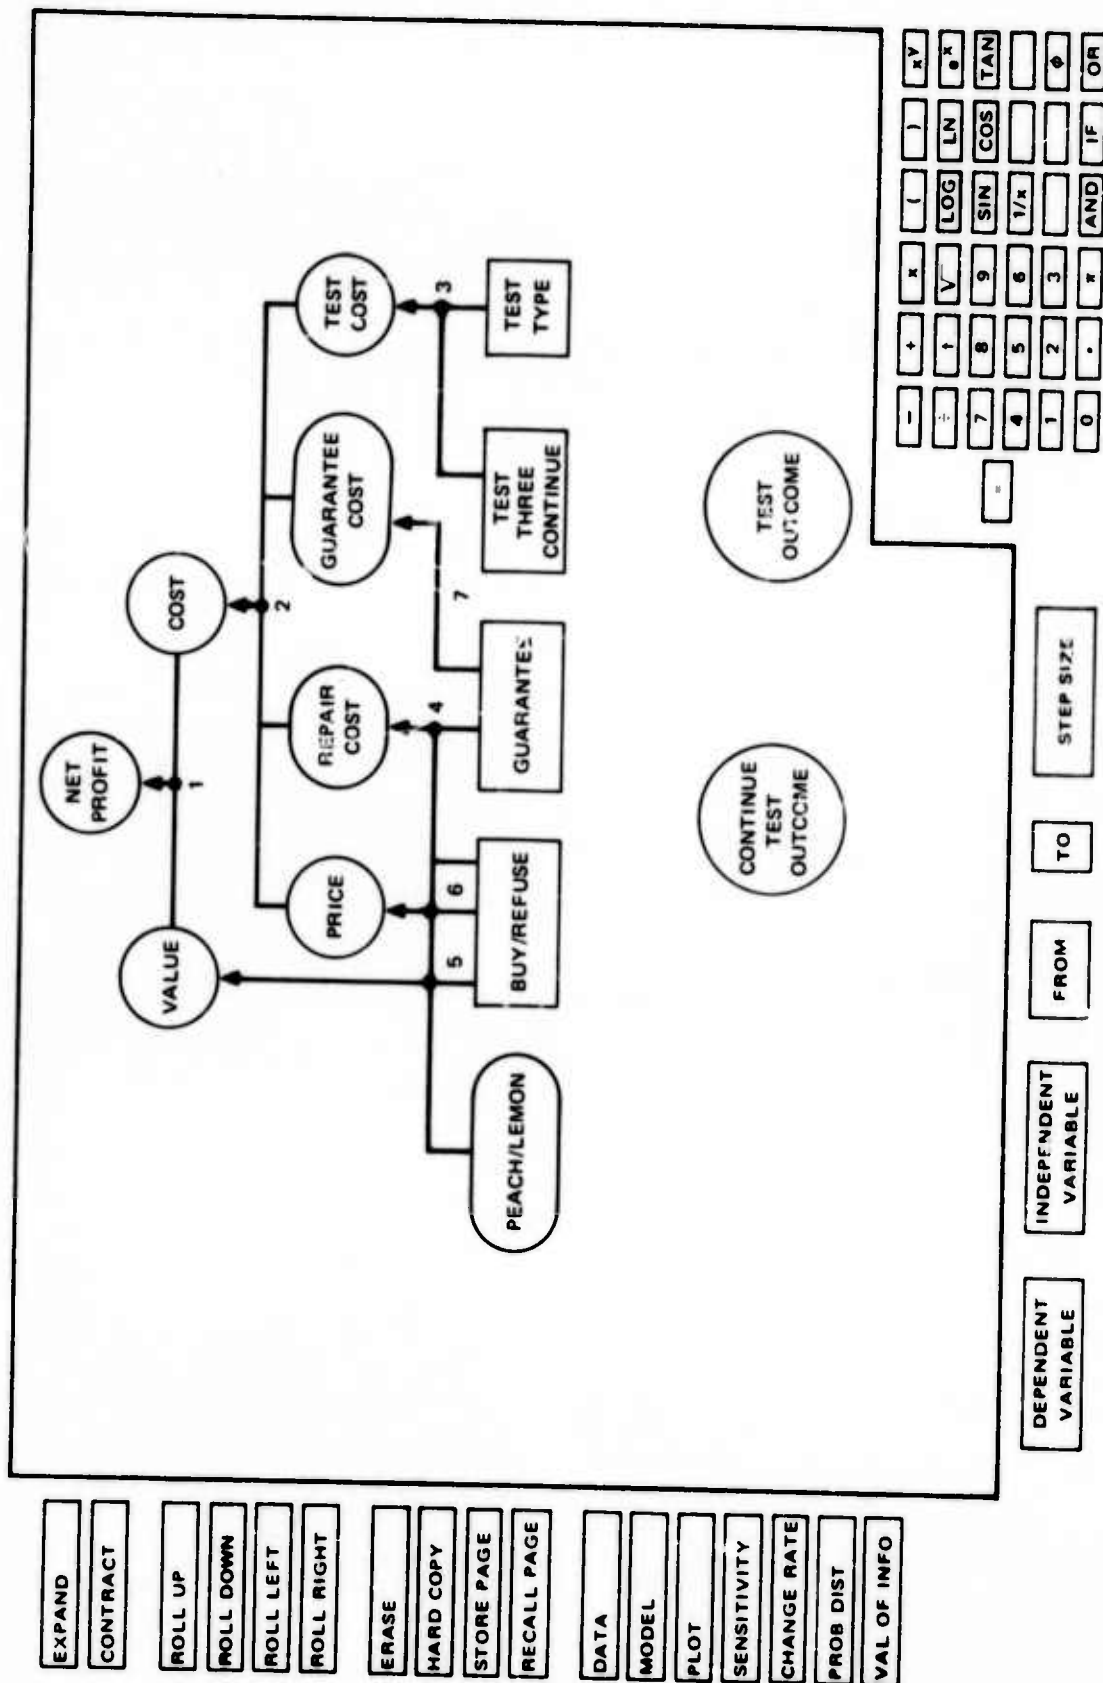 EXPAND
CONTRACT
ROLL UP
ROLL DOWN
ROLL LEFT
ROLL RIGHT
ERASE
HARD COPY
STORE PAGE
RECALL PAGE
DATA
MODEL
PLOT
SENSITIVITY
CHANGE RATE
PROB DIST
VAL OF INFO
NET
PROFIT
1
VALUE
COST
2
PRICE
REPAIR
COST
GUARANTEE
COST
TEST
COST
5
6
4
7
3
PEACH/LEMON
BUY/REFUSE
GUARANTEE
TEST
THREE
CONTINUE
TEST
TYPE
CONTINUE
TEST
OUTCOME
TEST
OUTCOME
DEPENDENT
VARIABLE
INDEPENDENT
VARIABLE
FROM
TO
STEP SIZE
=
− + × ( ) x^y
÷ ↑ √ LOG LN e^x
7 8 9 SIN COS TAN
4 5 6 1/x
1 2 3 φ
0 . π AND IF OR